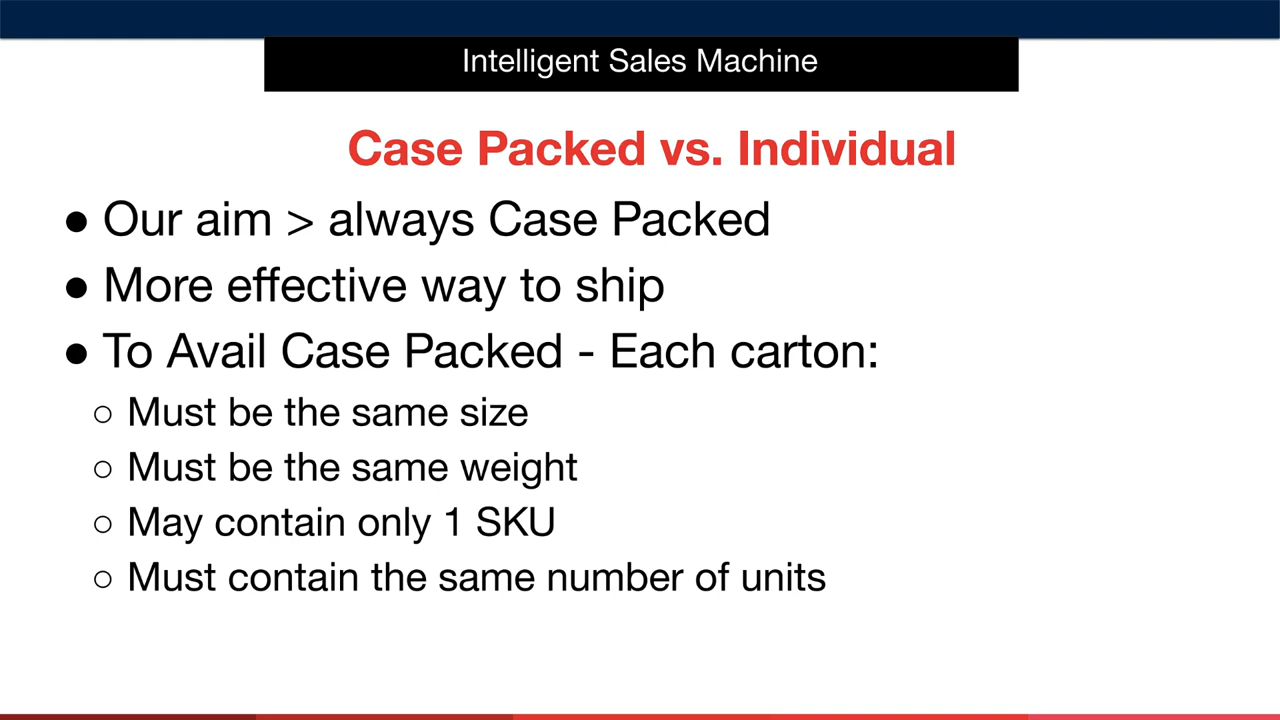 Intelligent Sales Machine
Case Packed vs. Individual
● Our aim > always Case Packed
● More effective way to ship
● To Avail Case Packed - Each carton:
○ Must be the same size
○ Must be the same weight
○ May contain only 1 SKU
○ Must contain the same number of units